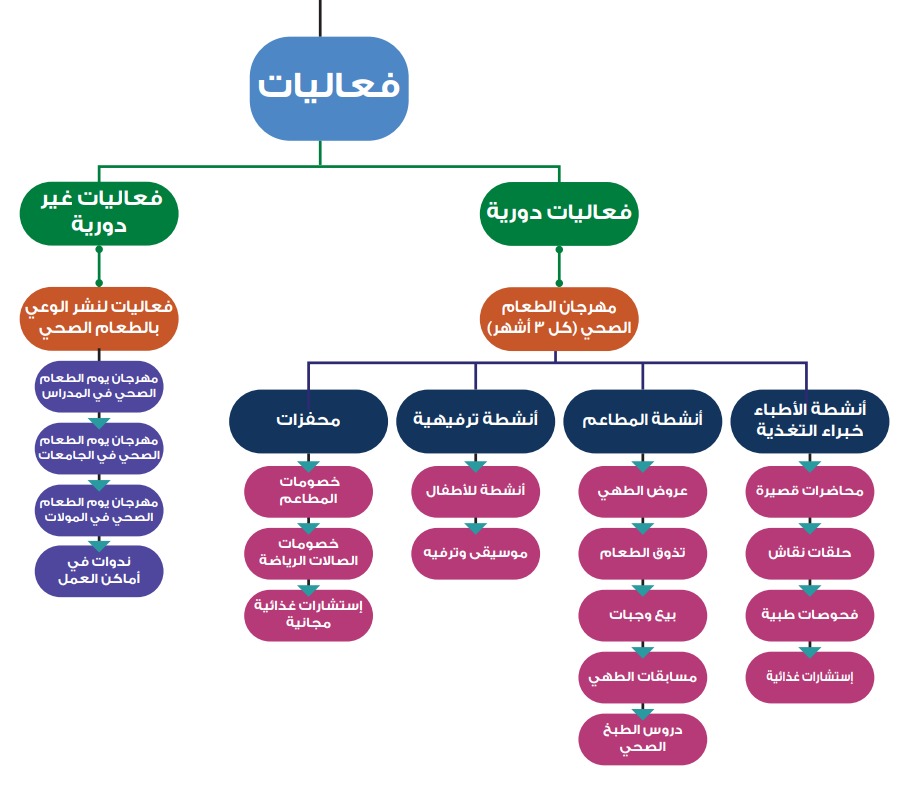 فعاليات
فعاليات دورية
فعاليات غير
دورية
مهرجان الطعام
الصحي (كل ٣ أشهر)
فعاليات لنشر الوعي
بالطعام الصحي
أنشطة الأطباء
خبراء التغذية
محاضرات قصيرة
حلقات نقاش
فحوصات طبية
إستشارات غذائية
أنشطة المطاعم
عروض الطهي
تذوق الطعام
بيع وجبات
مسابقات الطهي
دروس الطبخ
الصحي
أنشطة ترفيهية
أنشطة للأطفال
موسيقى وترفيه
محفزات
خصومات
المطاعم
خصومات
الصالات الرياضة
إستشارات غذائية
مجانية
مهرجان يوم الطعام
الصحي في المدراس
مهرجان يوم الطعام
الصحي في الجامعات
مهرجان يوم الطعام
الصحي في المولات
ندوات في
أماكن العمل